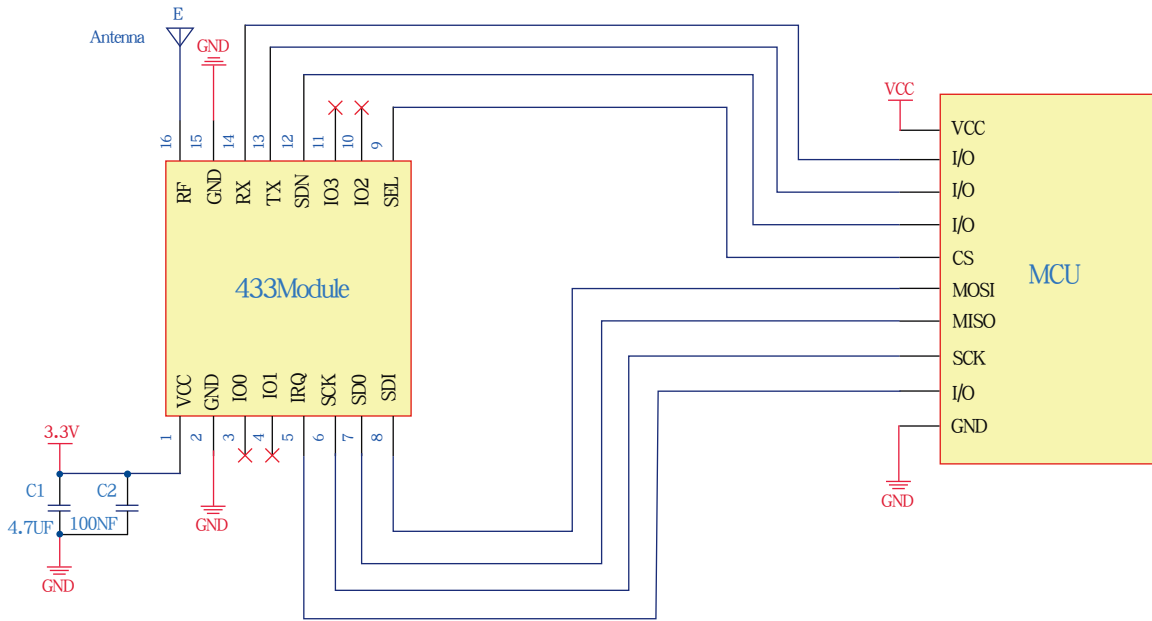 E
Antenna
GND
VCC
16
15
14
13
12
11
10
9
RF
GND
RX
TX
SDN
IO3
IO2
SEL
433Module
VCC
GND
IO0
IO1
IRQ
SCK
SD0
SDI
1
2
3
4
5
6
7
8
3.3V
C1
4.7UF
C2
100NF
GND
GND
VCC
I/O
I/O
I/O
CS
MOSI
MISO
SCK
I/O
GND
MCU
GND